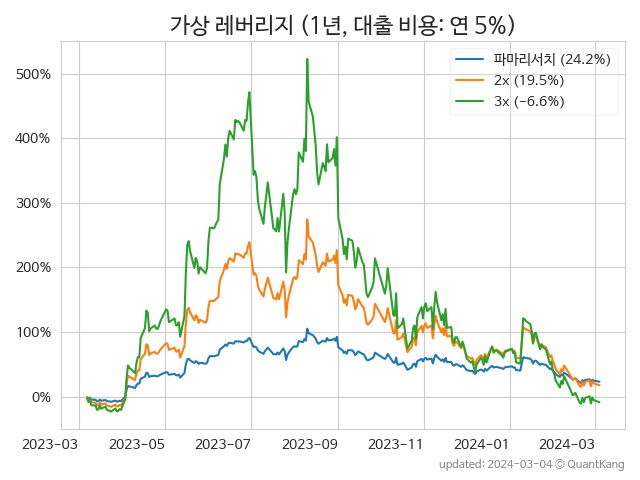 가상 레버리지 (1년, 대출 비용: 연 5%)
파마리서치 (24.2%)
2x (19.5%)
3x (−6.6%)
500%
400%
300%
200%
100%
0%
2023-03 2023-05 2023-07 2023-09 2023-11 2024-01 2024-03
updated: 2024-03-04 © QuantKang